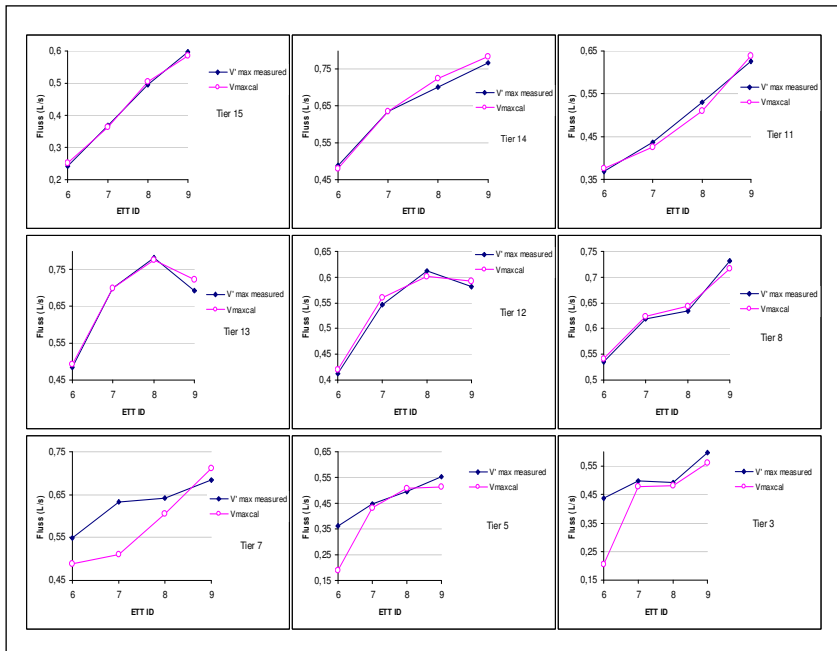 0,6
0,5
0,4
0,3
0,2
Fluss (L/s)
6 7 8 9
ETT ID
V' max measured
Vmaxcal
Tier 15
0,75
0,65
0,55
0,45
Fluss (L/s)
6 7 8 9
ETT ID
V' max measured
Vmaxcal
Tier 14
0,65
0,55
0,45
0,35
Fluss (L/s)
6 7 8 9
ETT ID
V' max measured
Vmaxcal
Tier 11
0,75
0,65
0,55
0,45
Fluss (L/s)
6 7 8 9
ETT ID
V' max measured
Vmaxcal
Tier 13
0,65
0,6
0,55
0,5
0,45
0,4
Fluss (L/s)
6 7 8 9
ETT ID
V' max measured
Vmaxcal
Tier 12
0,75
0,7
0,65
0,6
0,55
0,5
Fluss (L/s)
6 7 8 9
ETT ID
V' max measured
Vmaxcal
Tier 8
0,75
0,65
0,55
0,45
Fluss (L/s)
6 7 8 9
ETT ID
V' max measured
Vmaxcal
Tier 7
0,65
0,55
0,45
0,35
0,25
0,15
Fluss (L/s)
6 7 8 9
ETT ID
V' max measured
Vmaxcal
Tier 5
0,55
0,45
0,35
0,25
0,15
Fluss (L/s)
6 7 8 9
ETT ID
V' max measured
Vmaxcal
Tier 3